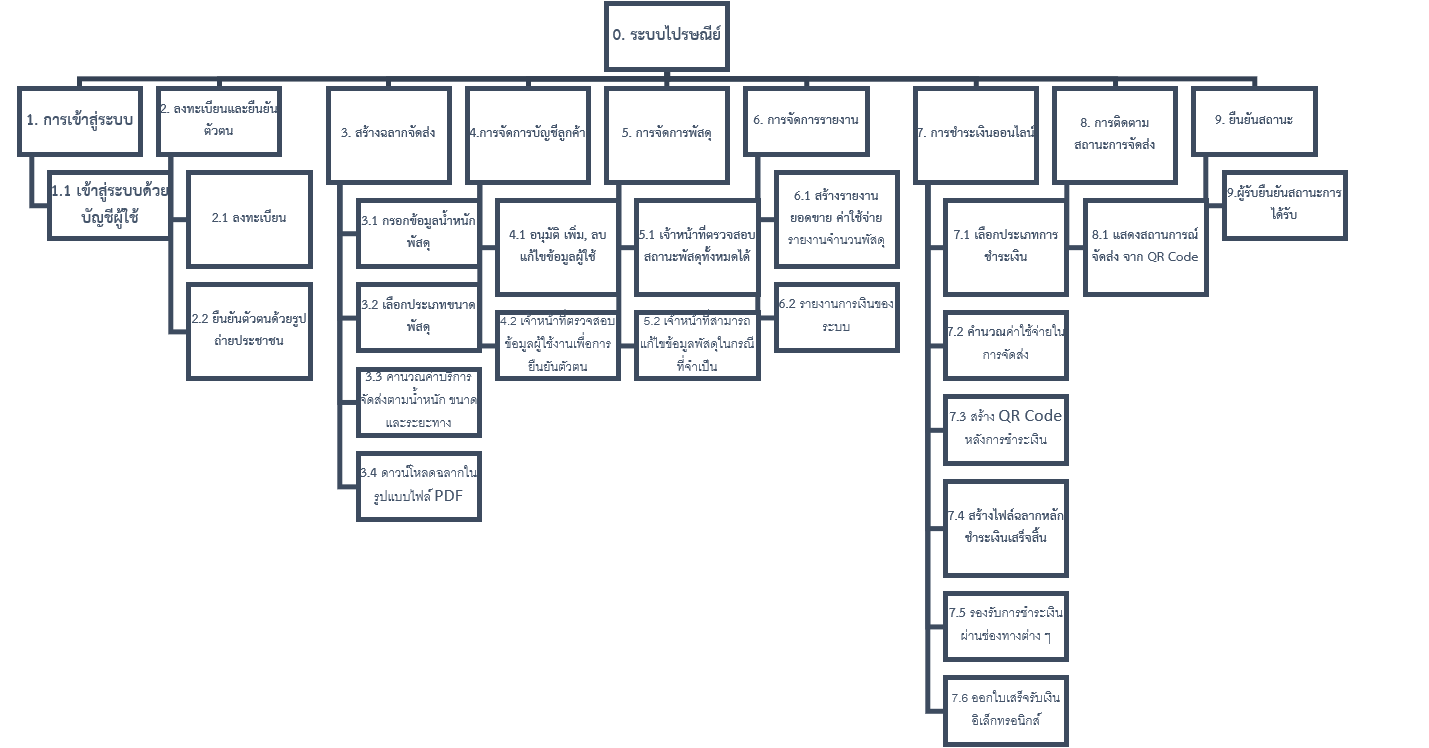 0. ระบบไปรษณีย์
1. การเข้าสู่ระบบ
1.1 เข้าสู่ระบบด้วย
บัญชีผู้ใช้
2. ลงทะเบียนและยืนยัน
ตัวตน
2.1 ลงทะเบียน
2.2 ยืนยันตัวตนด้วยรูป
ถ่ายประชาชน
3. สร้างฉลากจัดส่ง
3.1 กรอกข้อมูลน้ำหนัก
พัสดุ
3.2 เลือกประเภทขนาด
พัสดุ
3.3 คำนวณค่าบริการ
จัดส่งตามน้ำหนัก ขนาด
และระยะทาง
3.4 ดาวน์โหลดฉลากใน
รูปแบบไฟล์ PDF
4.การจัดการบัญชีลูกค้า
4.1 อนุมัติ เพิ่ม, ลบ
แก้ไขข้อมูลผู้ใช้
4.2 เจ้าหน้าที่ตรวจสอบ
ข้อมูลผู้ใช้งานเพื่อการ
ยืนยันตัวตน
5. การจัดการพัสดุ
5.1 เจ้าหน้าที่ตรวจสอบ
สถานะพัสดุทั้งหมดได้
5.2 เจ้าหน้าที่สามารถ
แก้ไขข้อมูลพัสดุในกรณี
ที่จำเป็น
6. การจัดการรายงาน
6.1 สร้างรายงาน
ยอดขาย ค่าใช้จ่าย
รายงานจำนวนพัสดุ
6.2 รายงานการเงินของ
ระบบ
7. การชำระเงินออนไลน์
7.1 เลือกประเภทการ
ชำระเงิน
7.2 คำนวณค่าใช้จ่ายใน
การจัดส่ง
7.3 สร้าง QR Code
หลังการชำระเงิน
7.4 สร้างไฟล์ฉลากหลัก
ชำระเงินเสร็จสิ้น
7.5 รองรับการชำระเงิน
ผ่านช่องทางต่าง ๆ
7.6 ออกใบเสร็จรับเงิน
อิเล็กทรอนิกส์
8. การติดตาม
สถานะการจัดส่ง
8.1 แสดงสถานการณ์
จัดส่ง จาก QR Code
9. ยืนยันสถานะ
9.ผู้รับยืนยันสถานะการ
ได้รับ